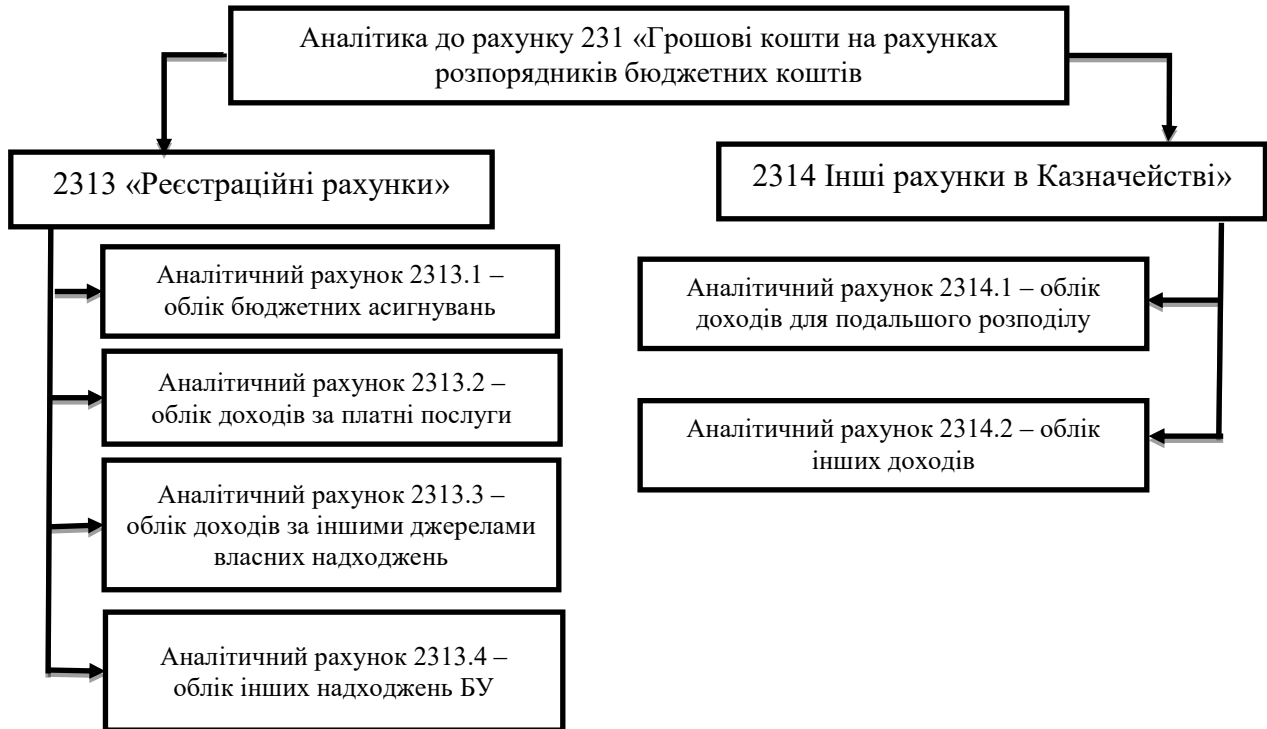 Аналітика до рахунку 231 «Грошові кошти на рахунках
розпорядників бюджетних коштів
2313 «Реєстраційні рахунки»
Аналітичний рахунок 2313.1 –
облік бюджетних асигнувань
Аналітичний рахунок 2313.2 –
облік доходів за платні послуги
Аналітичний рахунок 2313.3 –
облік доходів за іншими джерелами
власних надходжень
Аналітичний рахунок 2313.4 –
облік інших надходжень БУ
2314 Інші рахунки в Казначействі»
Аналітичний рахунок 2314.1 – облік
доходів для подальшого розподілу
Аналітичний рахунок 2314.2 – облік
інших доходів